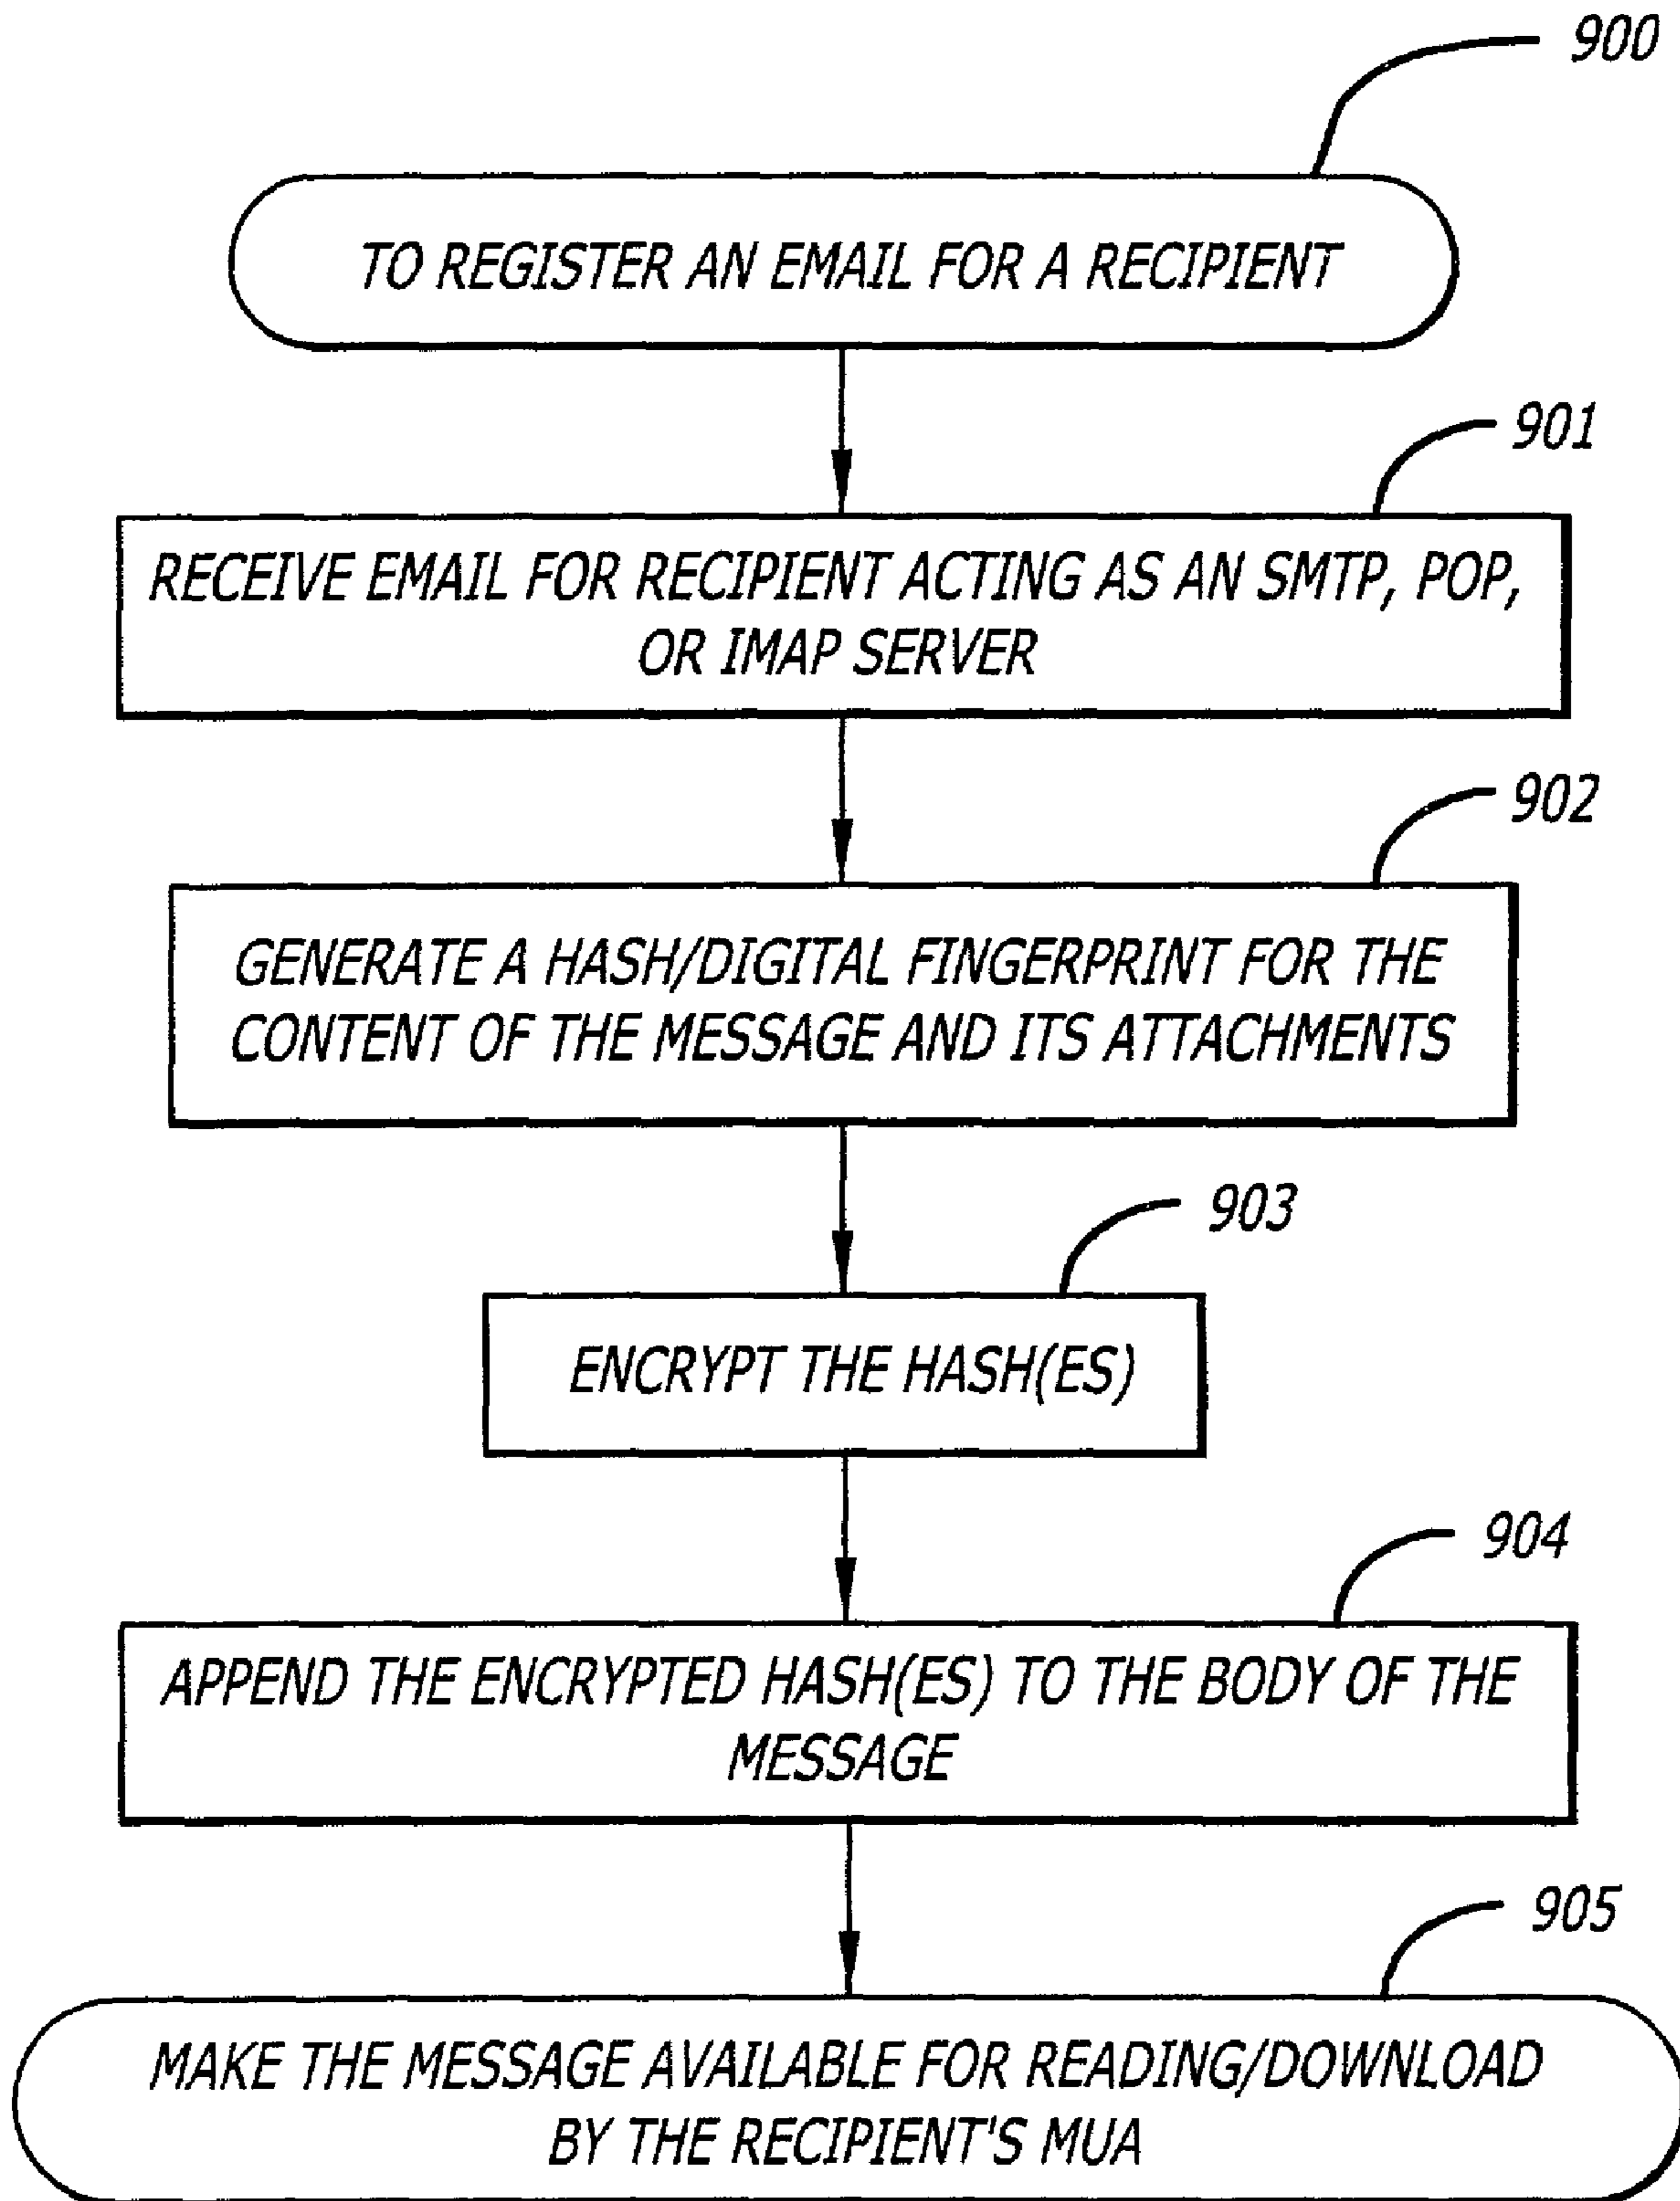 900
TO REGISTER AN EMAIL FOR A RECIPIENT
901
RECEIVE EMAIL FOR RECIPIENT ACTING AS AN SMTP, POP,
OR IMAP SERVER
902
GENERATE A HASH/DIGITAL FINGERPRINT FOR THE
CONTENT OF THE MESSAGE AND ITS ATTACHMENTS
903
ENCRYPT THE HASH(ES)
904
APPEND THE ENCRYPTED HASH(ES) TO THE BODY OF THE
MESSAGE
905
MAKE THE MESSAGE AVAILABLE FOR READING/DOWNLOAD
BY THE RECIPIENT'S MUA